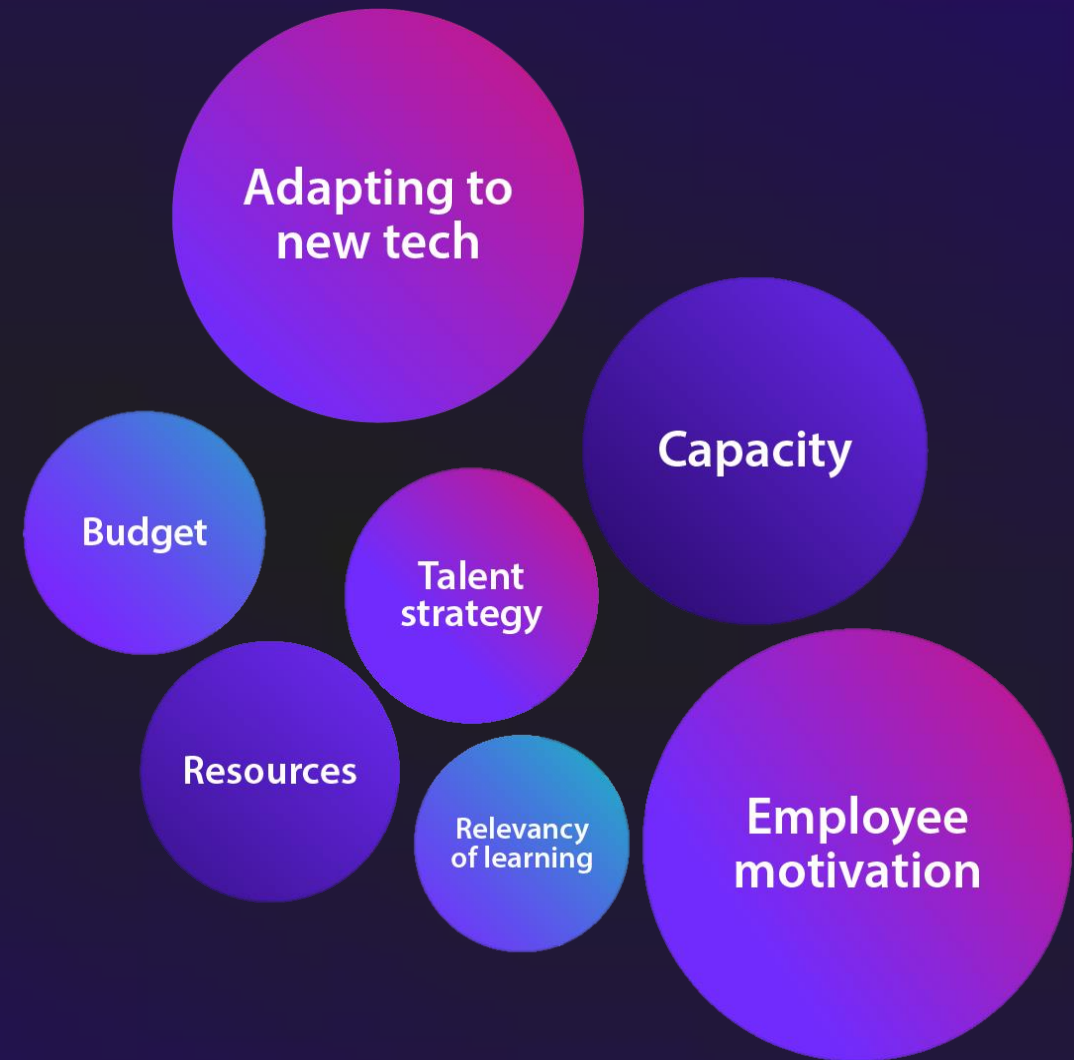 Adapting to
new tech
Capacity
Budget
Talent
strategy
Resources
Relevancy
of learning
Employee
motivation